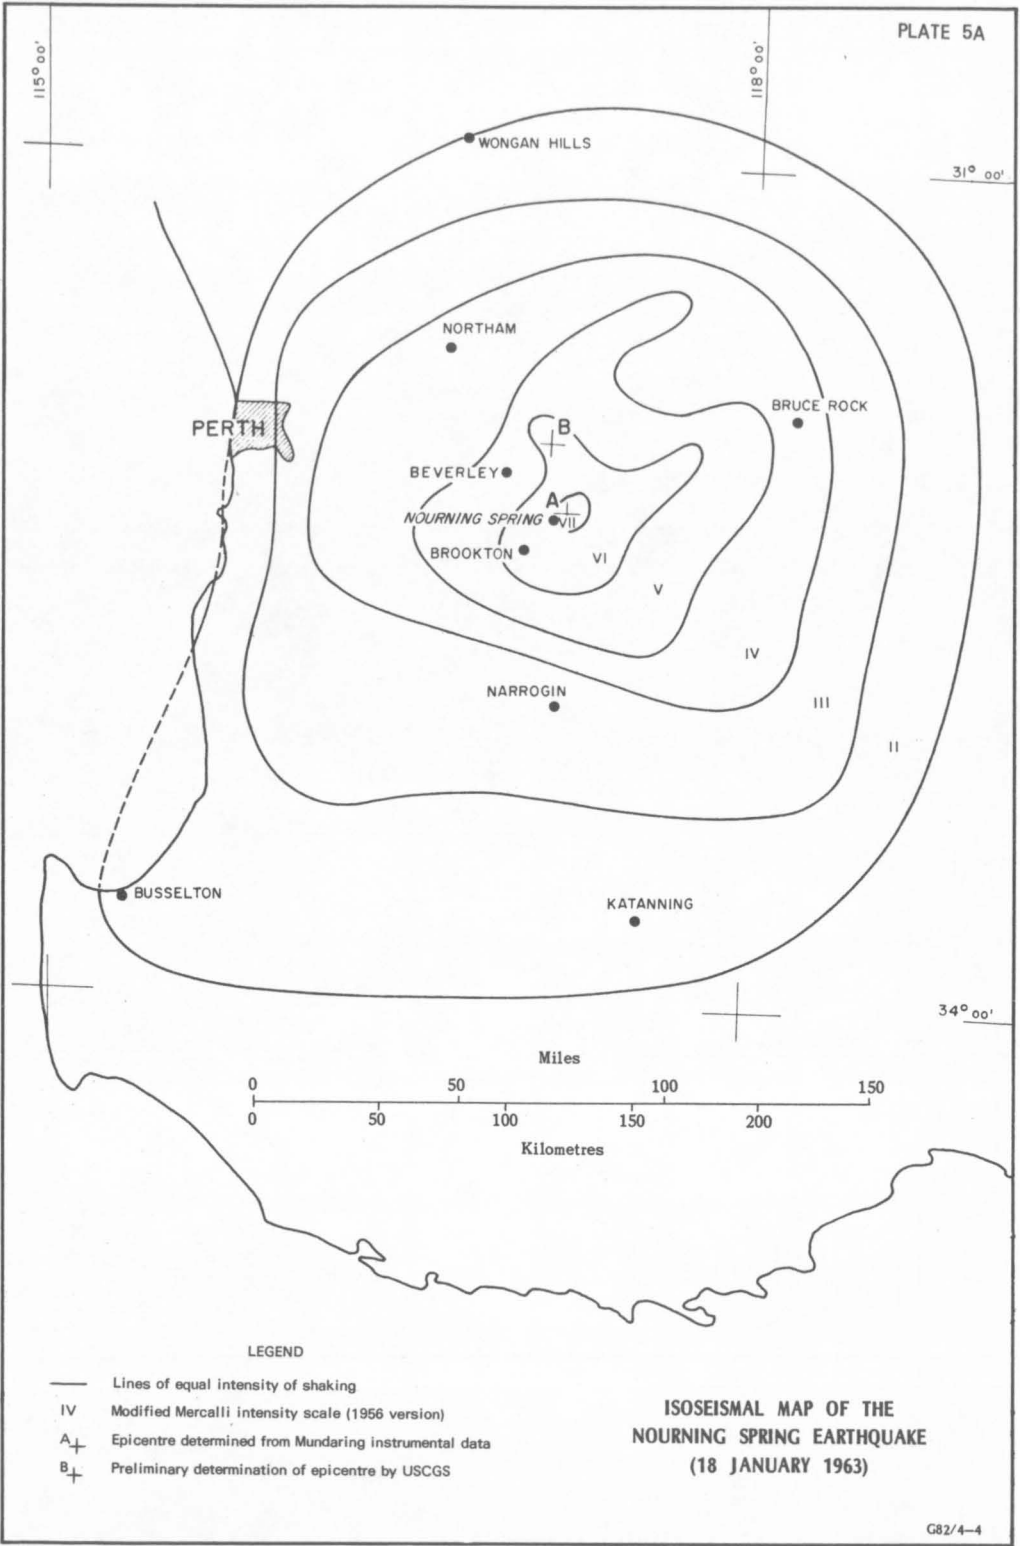 PLATE 5A
115° 00'
118° 00'
WONGAN HILLS
31° 00'
NORTHAM
BRUCE ROCK
PERTH
B
BEVERLEY
A
NOURNING SPRING
VII
BROOKTON
VI
V
IV
NARROGIN
III
II
BUSSELTON
KATANNING
34° 00'
Miles
0 50 100 150
0 50 100 150 200
Kilometres
LEGEND
Lines of equal intensity of shaking
IV Modified Mercalli intensity scale (1956 version)
A Epicentre determined from Mundaring instrumental data
B Preliminary determination of epicentre by USCGS
ISOSEISMAL MAP OF THE
NOURNING SPRING EARTHQUAKE
(18 JANUARY 1963)
G82/4-4